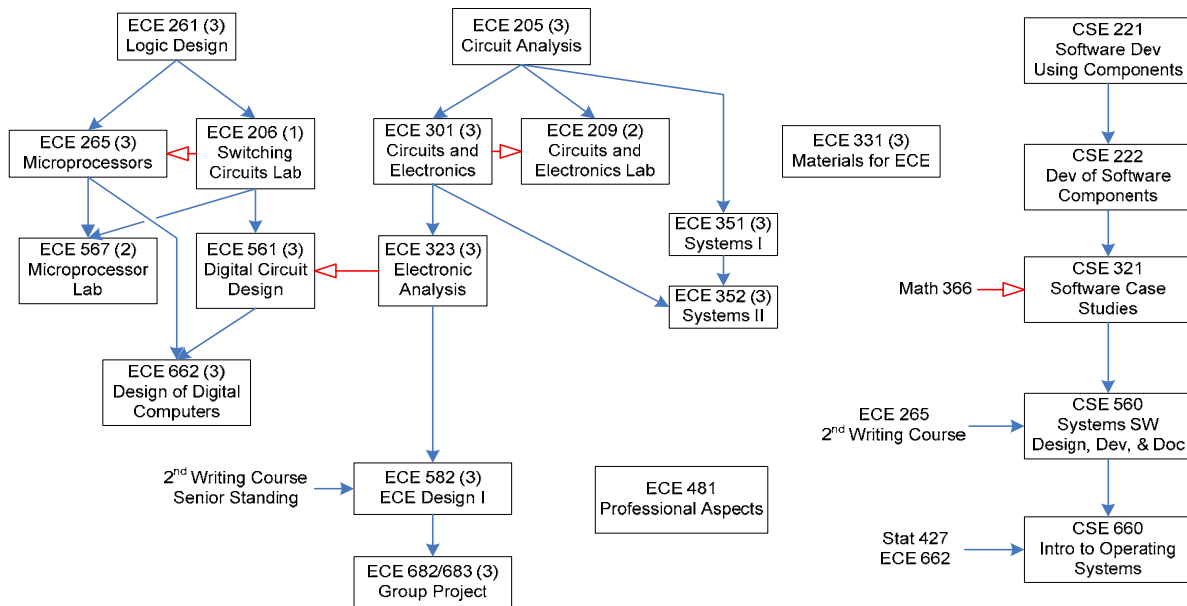 ECE 261 (3)
Logic Design
ECE 205 (3)
Circuit Analysis
CSE 221
Software Dev
Using Components
ECE 265 (3)
Microprocessors
ECE 206 (1)
Switching
Circuits Lab
ECE 301 (3)
Circuits and
Electronics
ECE 209 (2)
Circuits and
Electronics Lab
ECE 331 (3)
Materials for ECE
CSE 222
Dev of Software
Components
ECE 567 (2)
Microprocessor
Lab
ECE 561 (3)
Digital Circuit
Design
ECE 323 (3)
Electronic
Analysis
ECE 351 (3)
Systems I
ECE 352 (3)
Systems II
Math 366
CSE 321
Software Case
Studies
ECE 662 (3)
Design of Digital
Computers
ECE 265
2nd Writing Course
CSE 560
Systems SW
Design, Dev, & Doc
2nd Writing Course
Senior Standing
ECE 582 (3)
ECE Design I
ECE 481
Professional Aspects
Stat 427
ECE 662
CSE 660
Intro to Operating
Systems
ECE 682/683 (3)
Group Project